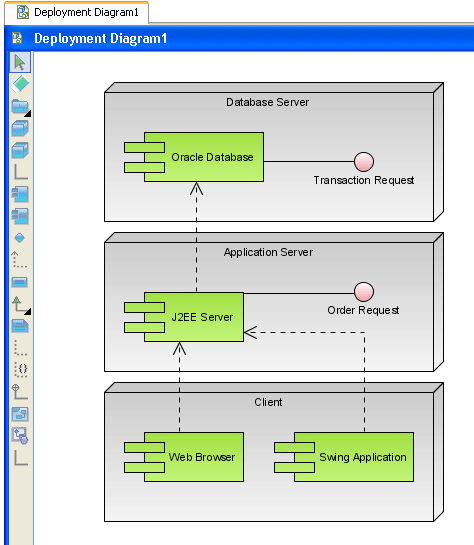 Deployment Diagram1
Deployment Diagram1
Database Server
Oracle Database
Transaction Request
Application Server
J2EE Server
Order Request
Client
Web Browser
Swing Application